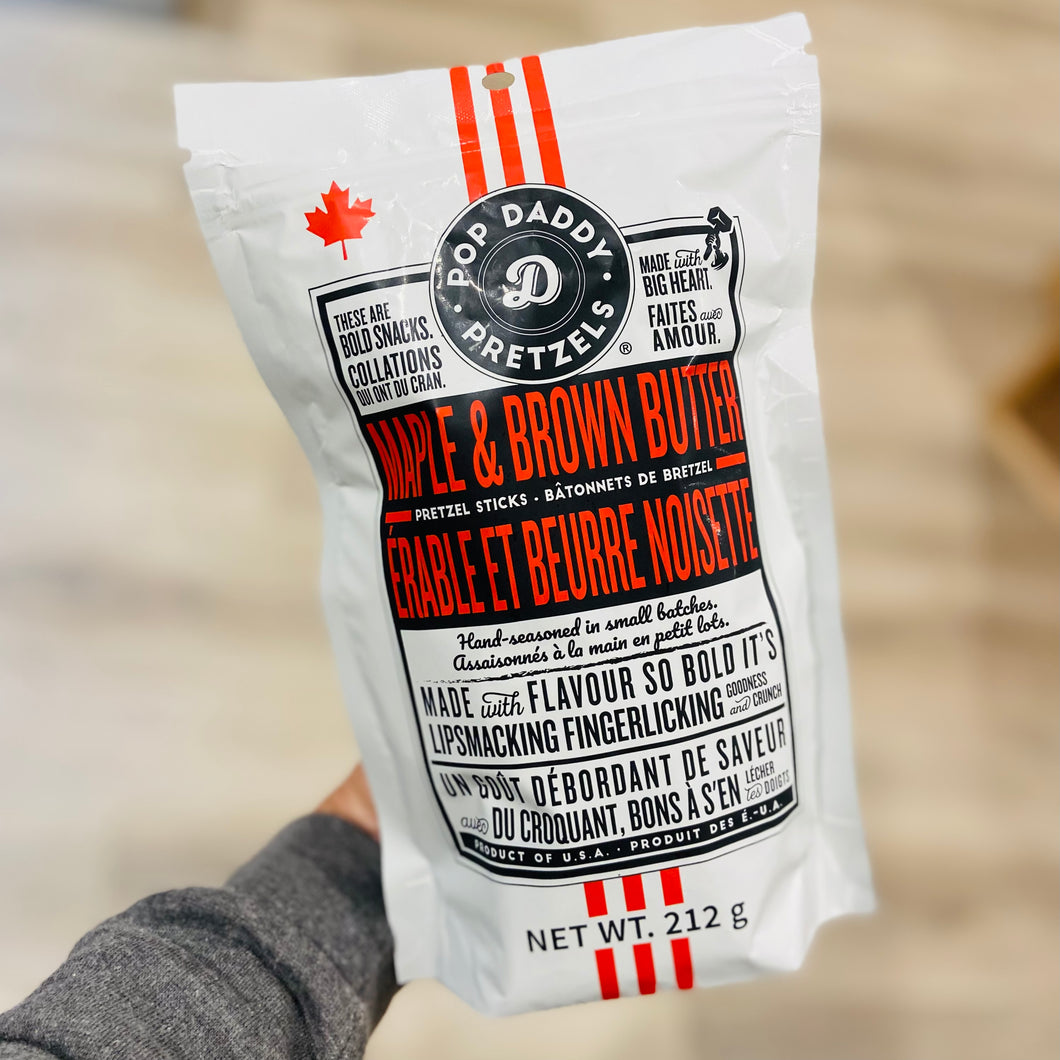 POP DADDY
D
PRETZELS
®
THESE ARE
BOLD SNACKS.
COLLATIONS
QUI ONT DU CRAN.
MADE with
BIG HEART.
FAITES avec
AMOUR.
MAPLE & BROWN BUTTER
PRETZEL STICKS · BÂTONNETS DE BRETZEL
ÉRABLE ET BEURRE NOISETTE
Hand-seasoned in small batches.
Assaisonnés à la main en petit lots.
MADE with FLAVOUR SO BOLD IT'S
LIPSMACKING FINGERLICKING GOODNESS and CRUNCH
UN GOÛT DÉBORDANT DE SAVEUR
avec DU CROQUANT, BONS À S'EN LÉCHER les DOIGTS
PRODUCT OF U.S.A. · PRODUIT DES É.-U.A.
NET WT. 212 g